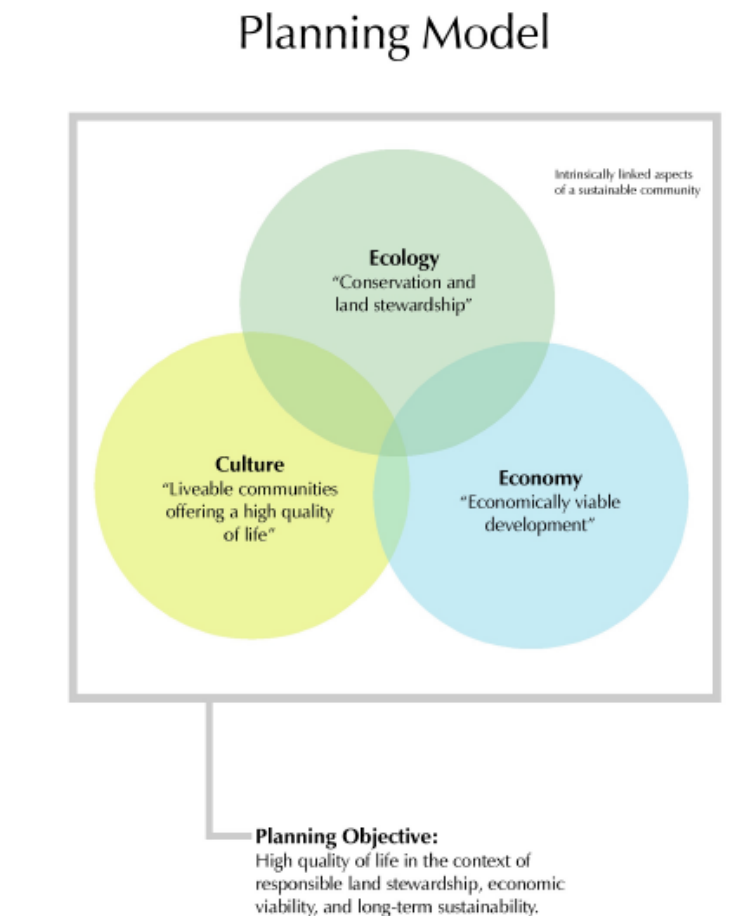 Planning Model
Intrinsically linked aspects
of a sustainable community
Ecology
“Conservation and
land stewardship”
Culture
“Liveable communities
offering a high quality
of life”
Economy
“Economically viable
development”
Planning Objective:
High quality of life in the context of
responsible land stewardship, economic
viability, and long-term sustainability.